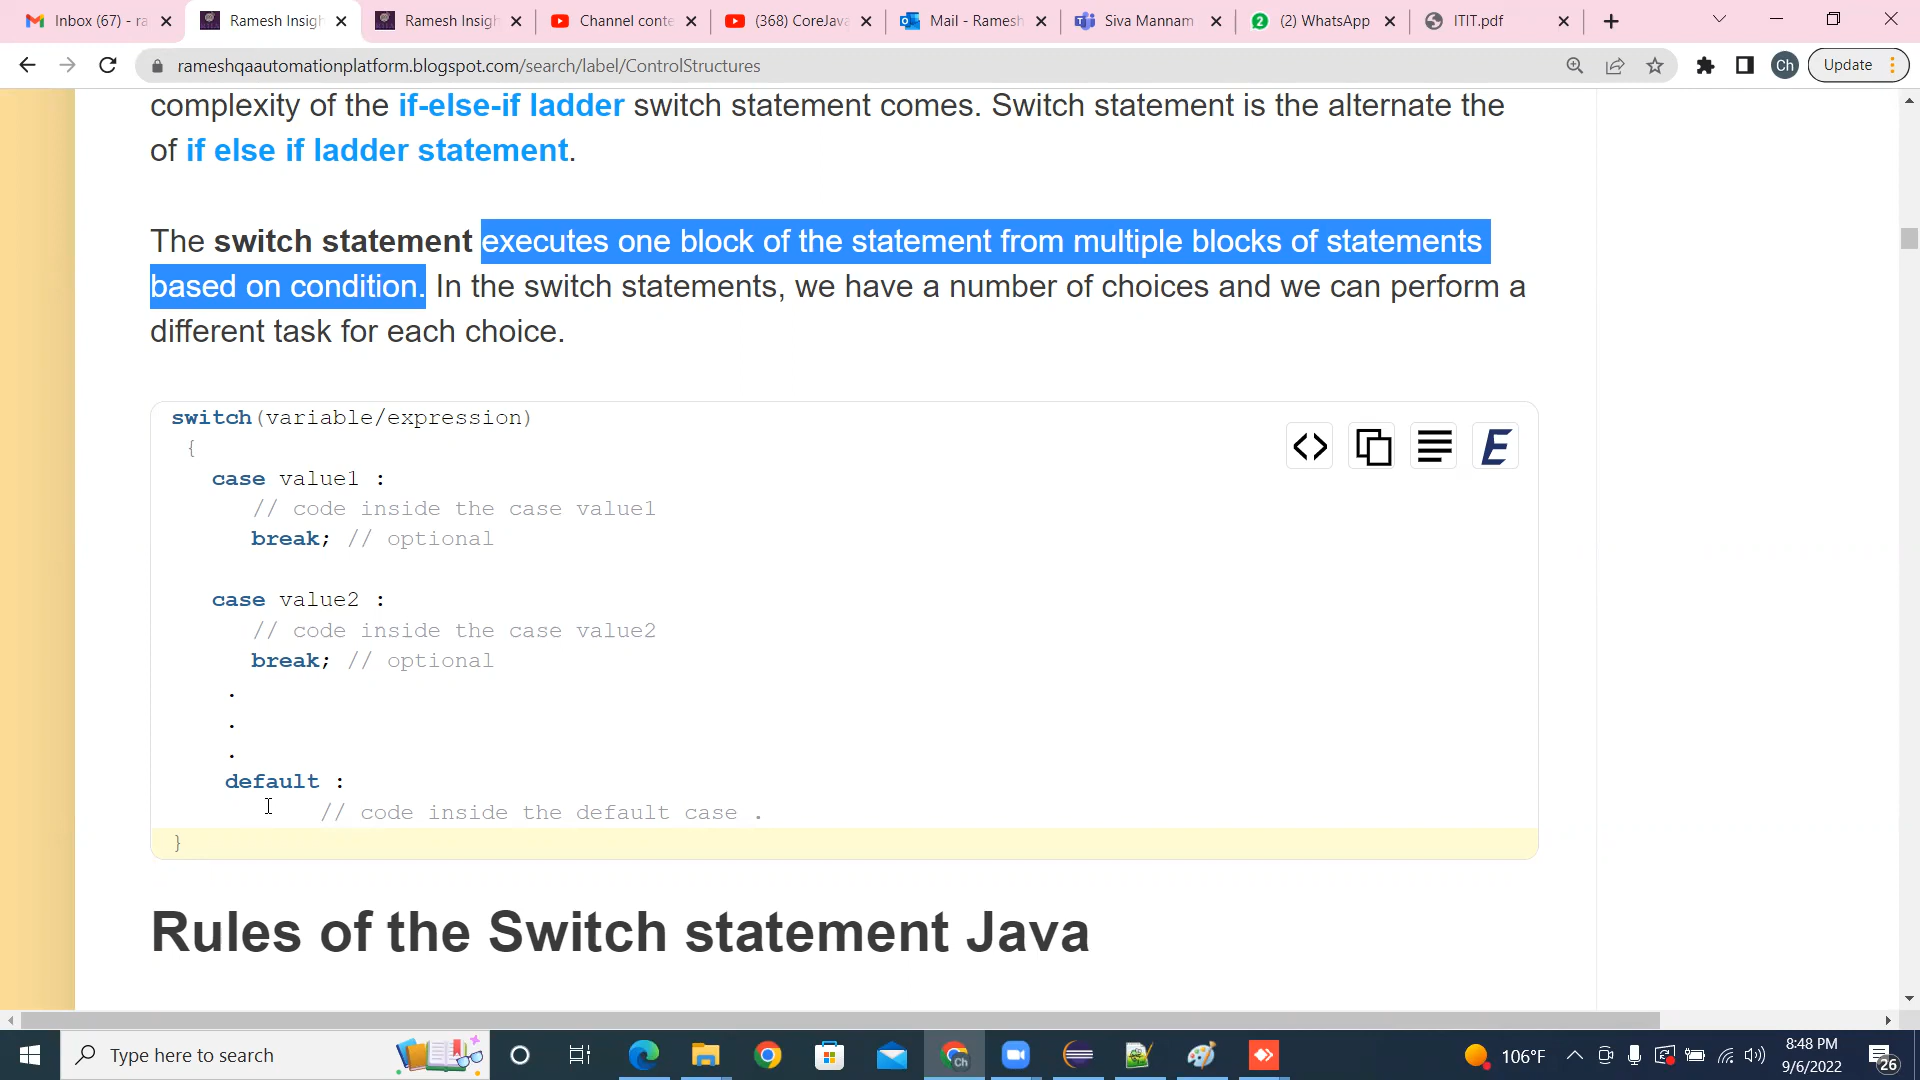 Inbox (67) - ra
Ramesh Insigh
Ramesh Insigh
Channel conte
(368) CoreJava
Mail - Ramesh
Siva Mannam
(2) WhatsApp
ITIT.pdf
rameshqaautomationplatform.blogspot.com/search/label/ControlStructures
Ch
Update
complexity of the if-else-if ladder switch statement comes. Switch statement is the alternate the
of if else if ladder statement.
The switch statement executes one block of the statement from multiple blocks of statements
based on condition. In the switch statements, we have a number of choices and we can perform a
different task for each choice.
switch(variable/expression)
{
case value1 :
// code inside the case value1
break; // optional
case value2 :
// code inside the case value2
break; // optional
.
.
.
default :
// code inside the default case .
}
E
Rules of the Switch statement Java
Type here to search
Ch
106°F
8:48 PM
9/6/2022
26